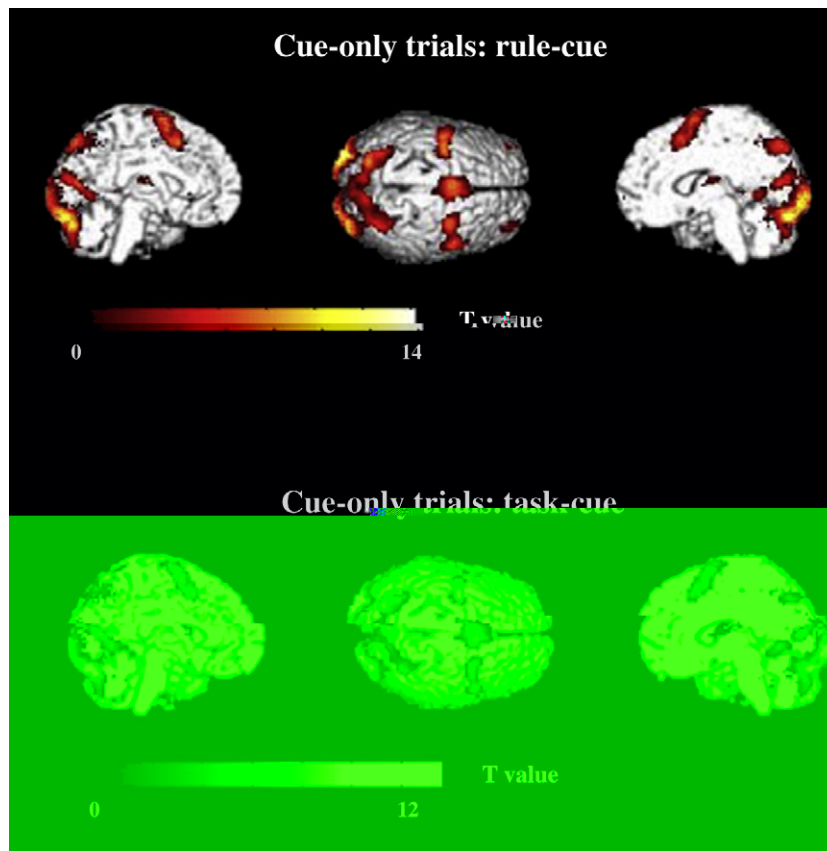 Cue-only trials: rule-cue
T value
0 14
Cue-only trials: task-cue
T value
0 12